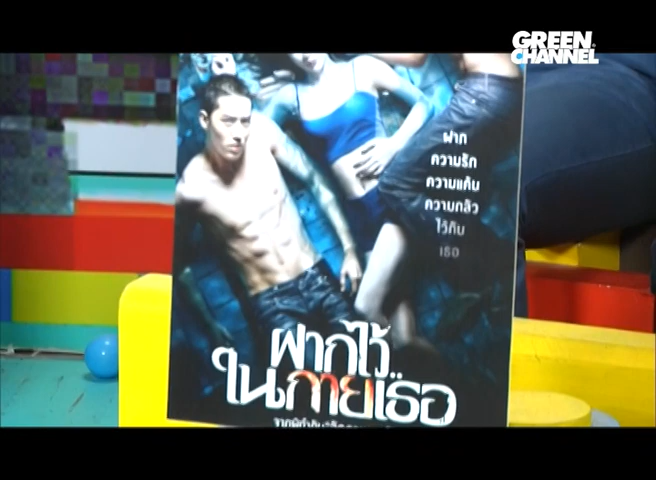 GREEN
CHANNEL
ฝาก
ความรัก
ความแค้น
ความกลัว
ไว้กับ
เธอ
ฝากไว้..
ในกายเธอ